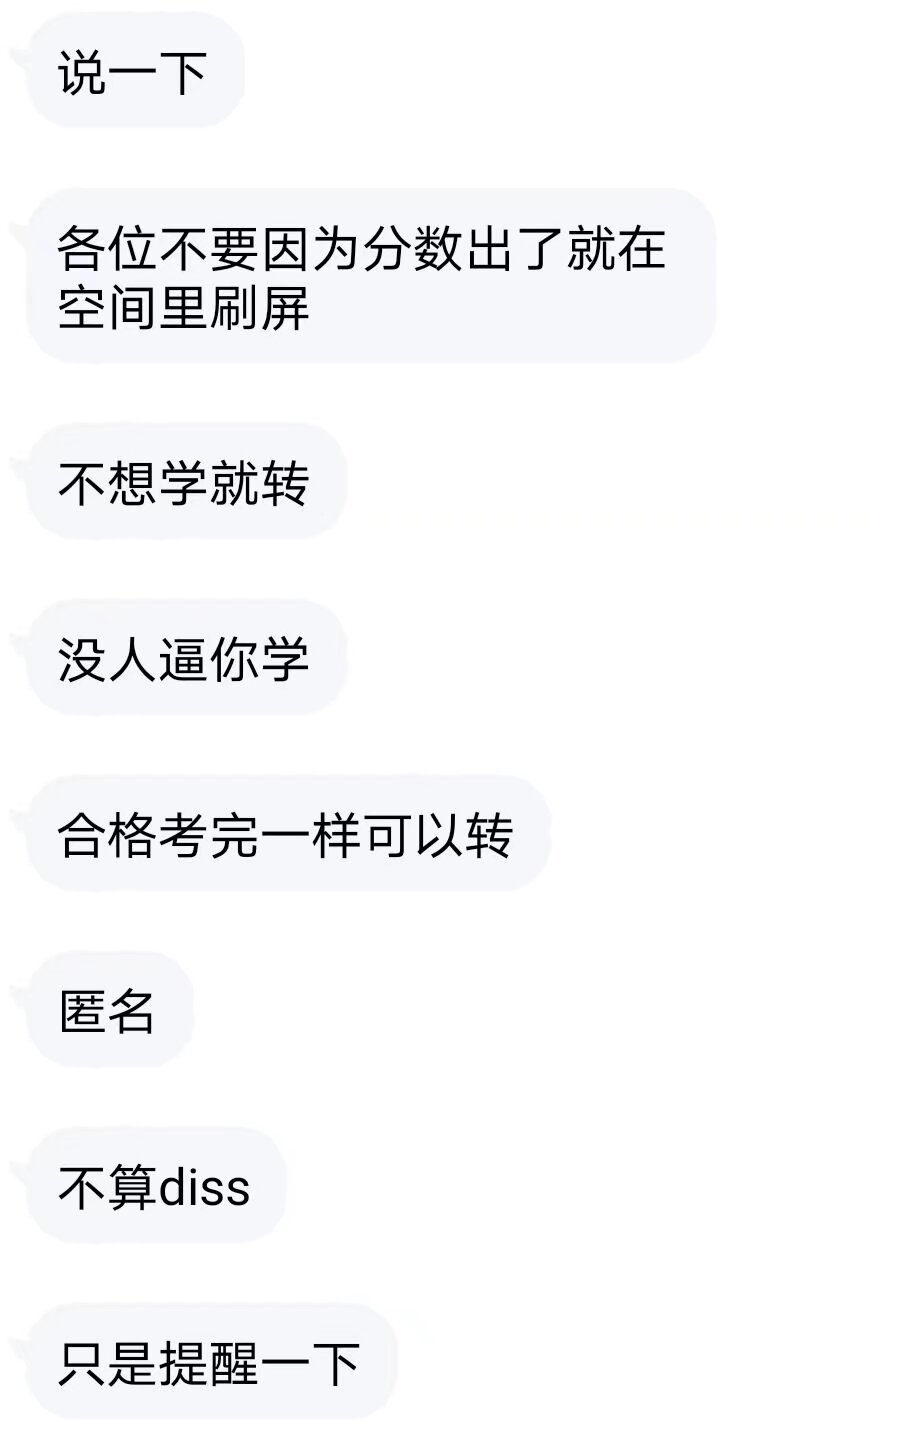 说一下
各位不要因为分数出了就在
空间里刷屏
不想学就转
没人逼你学
合格考完一样可以转
匿名
不算diss
只是提醒一下